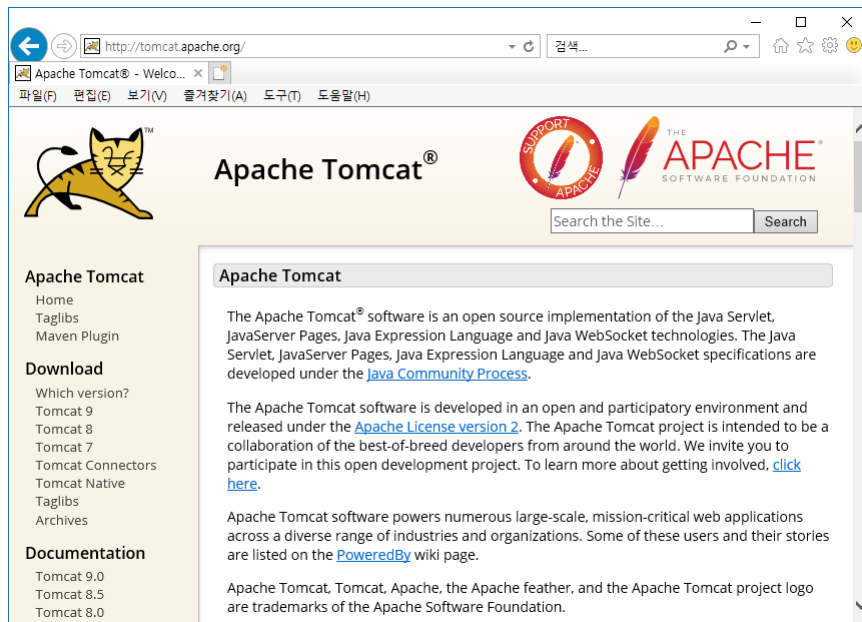 http://tomcat.apache.org/
검색...
Apache Tomcat® - Welco...
파일(F) 편집(E) 보기(V) 즐겨찾기(A) 도구(T) 도움말(H)
TM
Apache Tomcat®
SUPPORT
APACHE
THE
APACHE®
SOFTWARE FOUNDATION
Search the Site...
Search
Apache Tomcat
Home
Taglibs
Maven Plugin
Download
Which version?
Tomcat 9
Tomcat 8
Tomcat 7
Tomcat Connectors
Tomcat Native
Taglibs
Archives
Documentation
Tomcat 9.0
Tomcat 8.5
Tomcat 8.0
Apache Tomcat
The Apache Tomcat® software is an open source implementation of the Java Servlet,
JavaServer Pages, Java Expression Language and Java WebSocket technologies. The Java
Servlet, JavaServer Pages, Java Expression Language and Java WebSocket specifications are
developed under the Java Community Process.
The Apache Tomcat software is developed in an open and participatory environment and
released under the Apache License version 2. The Apache Tomcat project is intended to be a
collaboration of the best-of-breed developers from around the world. We invite you to
participate in this open development project. To learn more about getting involved, click
here.
Apache Tomcat software powers numerous large-scale, mission-critical web applications
across a diverse range of industries and organizations. Some of these users and their stories
are listed on the PoweredBy wiki page.
Apache Tomcat, Tomcat, Apache, the Apache feather, and the Apache Tomcat project logo
are trademarks of the Apache Software Foundation.